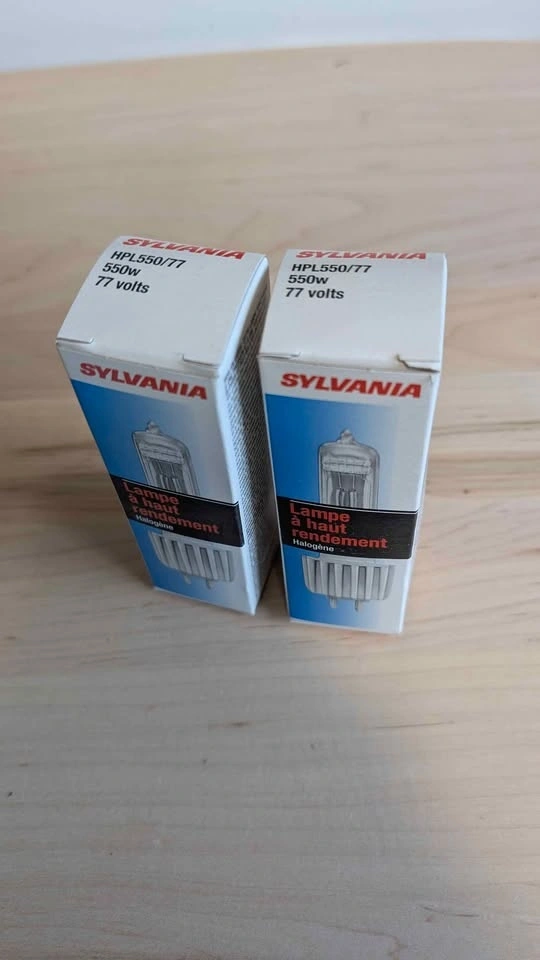 SYLVANIA
HPL550/77
550w
77 volts
SYLVANIA
Lampe
à haut
rendement
Halogène
SYLVANIA
HPL550/77
550w
77 volts
SYLVANIA
Lampe
à haut
rendement
Halogène